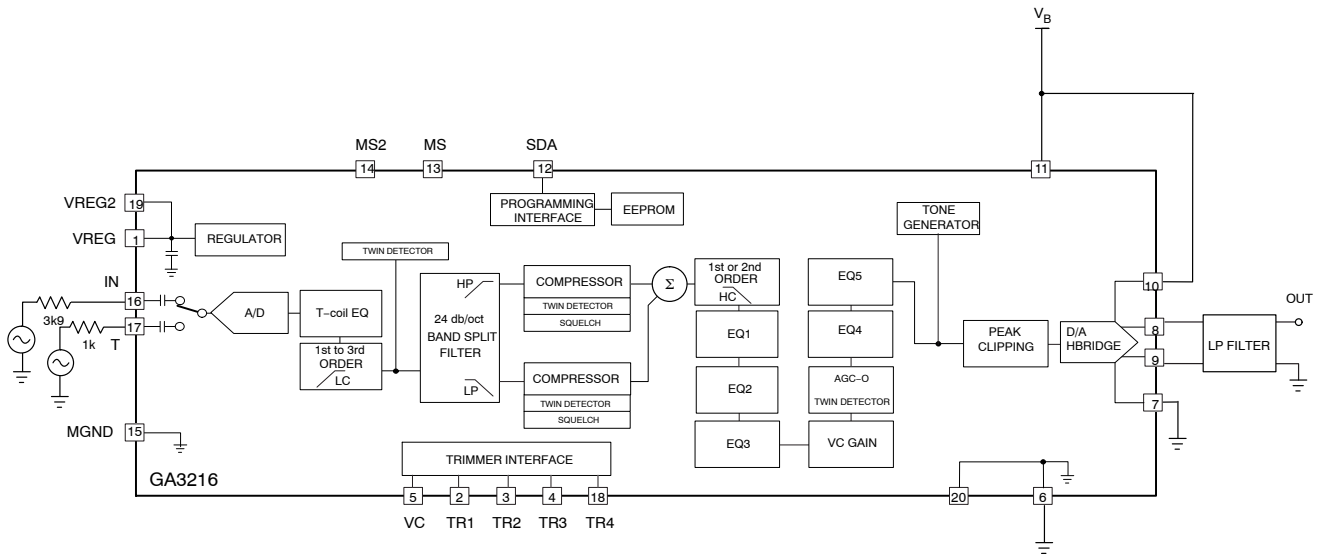 VB
MS2
MS
SDA
14
13
12
11
VREG2
19
PROGRAMMING
INTERFACE
EEPROM
TONE
GENERATOR
VREG
1
REGULATOR
TWIN DETECTOR
IN
16
3k9
17
1k
T
A/D
T−coil EQ
1st to 3rd
ORDER
LC
HP
24 db/oct
BAND SPLIT
FILTER
LP
COMPRESSOR
TWIN DETECTOR
SQUELCH
COMPRESSOR
TWIN DETECTOR
SQUELCH
Σ
1st or 2nd
ORDER
HC
EQ1
EQ2
EQ3
EQ5
EQ4
AGC−O
TWIN DETECTOR
VC GAIN
PEAK
CLIPPING
D/A
HBRIDGE
10
8
9
7
OUT
LP FILTER
MGND
15
TRIMMER INTERFACE
GA3216
5
2
3
4
18
20
6
VC
TR1
TR2
TR3
TR4